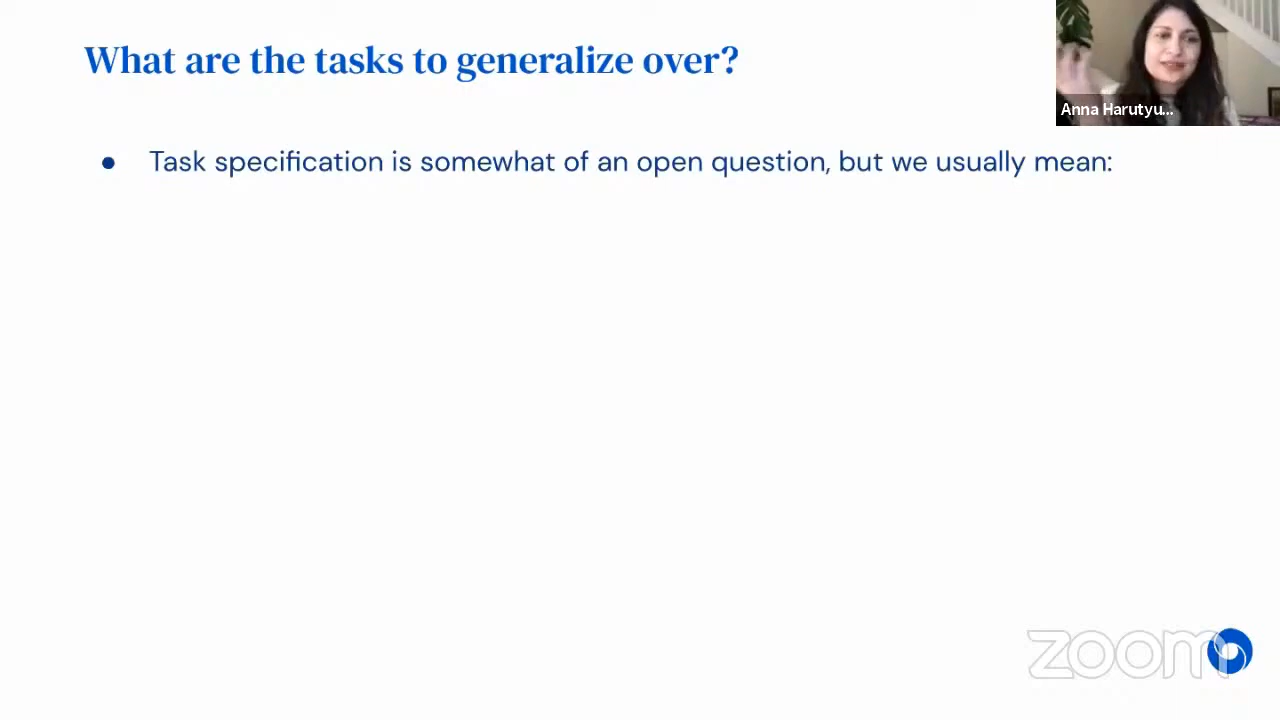 What are the tasks to generalize over?
Anna Harutyu...
● Task specification is somewhat of an open question, but we usually mean:
zoom